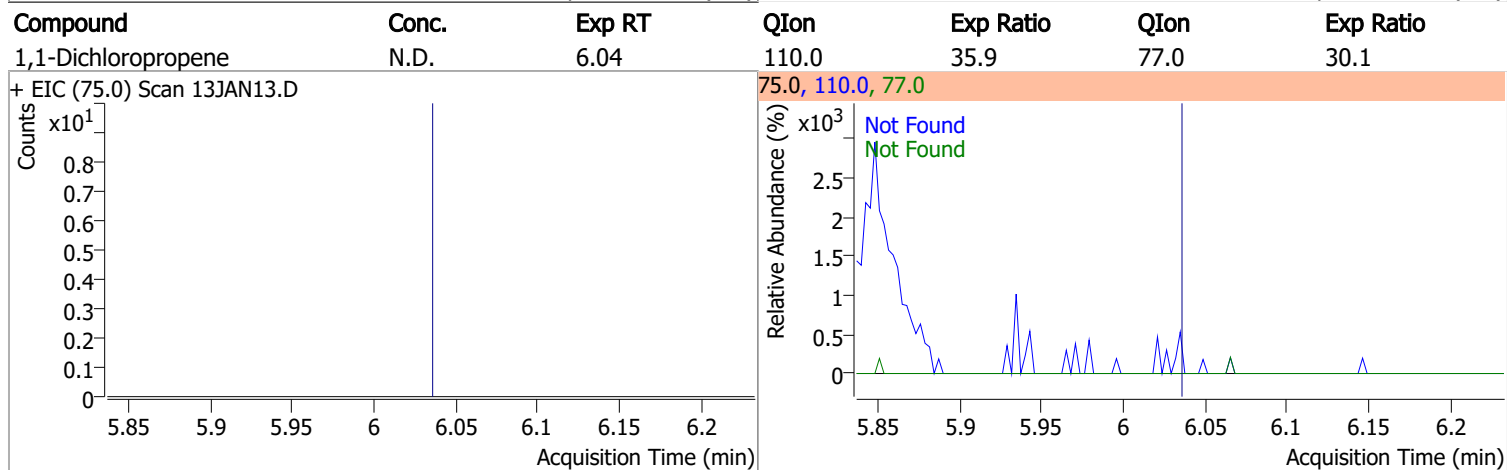 Compound Conc. Exp RT QIon Exp Ratio QIon Exp Ratio
1,1-Dichloropropene N.D. 6.04 110.0 35.9 77.0 30.1
+ EIC (75.0) Scan 13JAN13.D
Counts
x10¹
0.8
0.7
0.6
0.5
0.4
0.3
0.2
0.1
0
5.85 5.9 5.95 6 6.05 6.1 6.15 6.2
Acquisition Time (min)
75.0, 110.0, 77.0
Relative Abundance (%)
x10³
Not Found
Not Found
2.5
2
1.5
1
0.5
0
5.85 5.9 5.95 6 6.05 6.1 6.15 6.2
Acquisition Time (min)